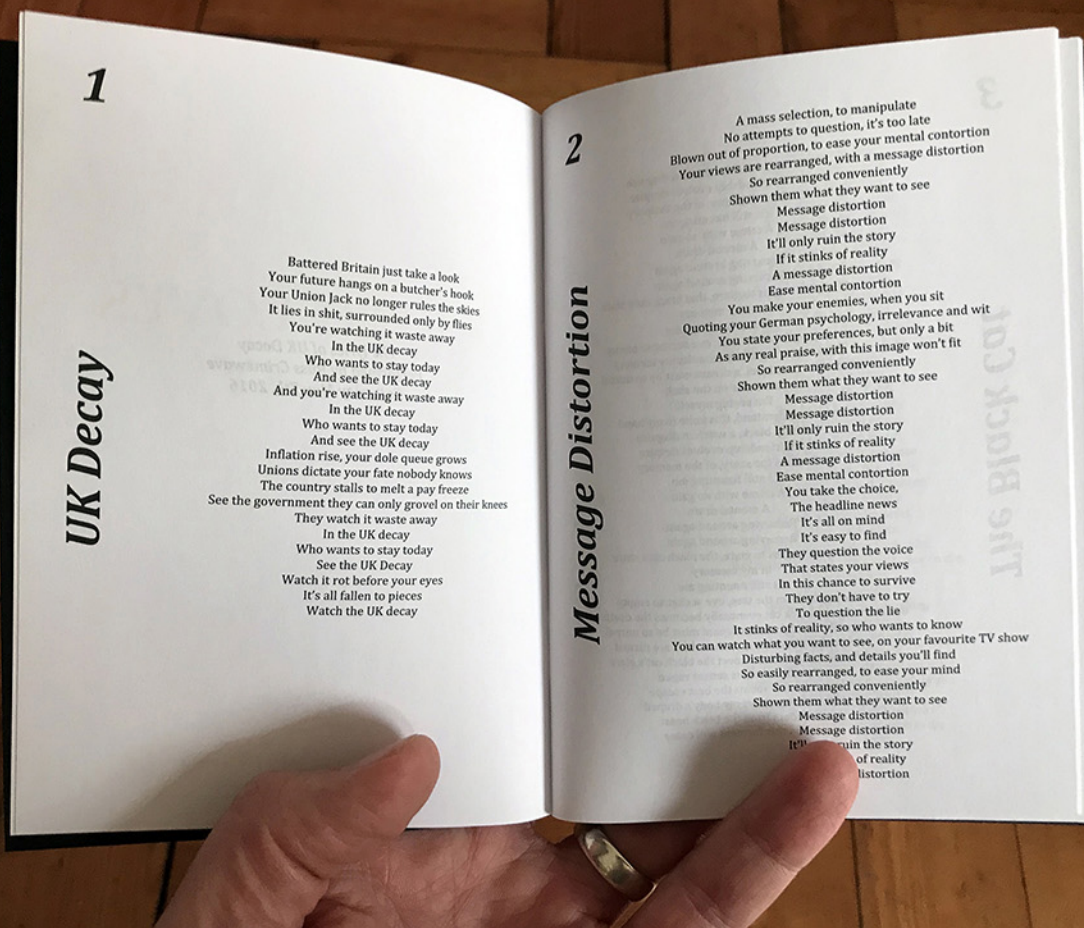 1
UK Decay
Battered Britain just take a look
Your future hangs on a butcher's hook
Your Union Jack no longer rules the skies
It lies in shit, surrounded only by flies
You're watching it waste away
In the UK decay
Who wants to stay today
And see the UK decay
And you're watching it waste away
In the UK decay
Who wants to stay today
And see the UK decay
Inflation rise, your dole queue grows
Unions dictate your fate nobody knows
The country stalls to melt a pay freeze
See the government they can only grovel on their knees
They watch it waste away
In the UK decay
Who wants to stay today
See the UK Decay
Watch it rot before your eyes
It's all fallen to pieces
Watch the UK decay
2
Message Distortion
A mass selection, to manipulate
No attempts to question, it's too late
Blown out of proportion, to ease your mental contortion
Your views are rearranged, with a message distortion
So rearranged conveniently
Shown them what they want to see
Message distortion
Message distortion
It'll only ruin the story
If it stinks of reality
A message distortion
Ease mental contortion
You make your enemies, when you sit
Quoting your German psychology, irrelevance and wit
You state your preferences, but only a bit
As any real praise, with this image won't fit
So rearranged conveniently
Shown them what they want to see
Message distortion
Message distortion
It'll only ruin the story
If it stinks of reality
A message distortion
Ease mental contortion
You take the choice,
The headline news
It's all on mind
It's easy to find
They question the voice
That states your views
In this chance to survive
They don't have to try
To question the lie
It stinks of reality, so who wants to know
You can watch what you want to see, on your favourite TV show
Disturbing facts, and details you'll find
So easily rearranged, to ease your mind
So rearranged conveniently
Shown them what they want to see
Message distortion
Message distortion
It'll ruin the story
of reality
distortion